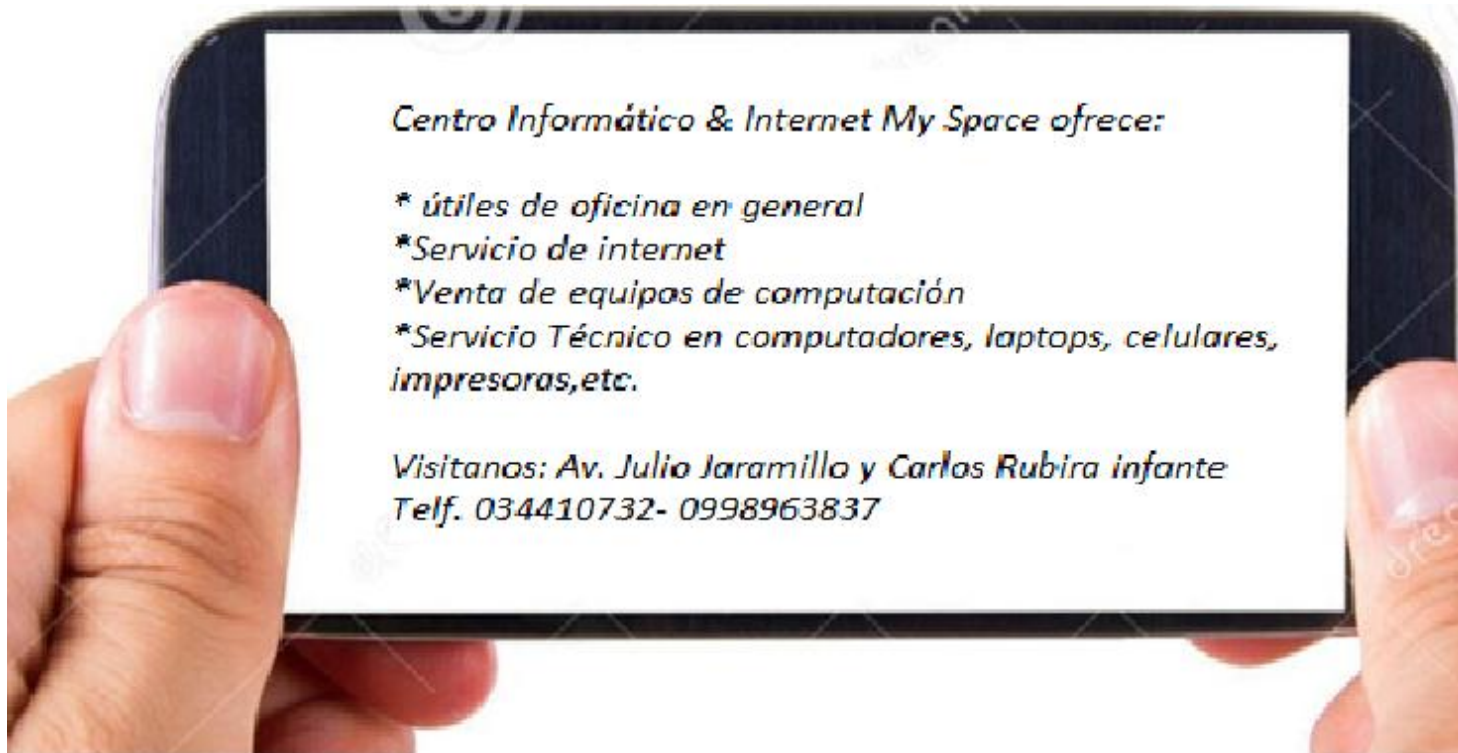 Centro Informático & Internet My Space ofrece:
* útiles de oficina en general
*Servicio de internet
*Venta de equipos de computación
*Servicio Técnico en computadores, laptops, celulares,
impresoras,etc.
Visitanos: Av. Julio Jaramillo y Carlos Rubira infante
Telf. 034410732- 0998963837